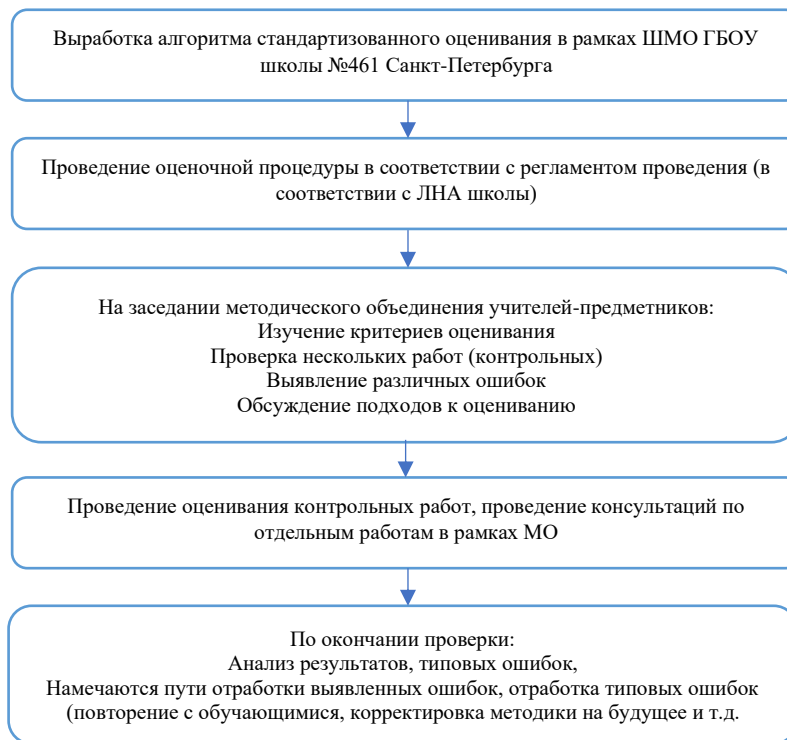 Выработка алгоритма стандартизованного оценивания в рамках ШМО ГБОУ
школы №461 Санкт-Петербурга
Проведение оценочной процедуры в соответствии с регламентом проведения (в
соответствии с ЛНА школы)
На заседании методического объединения учителей-предметников:
Изучение критериев оценивания
Проверка нескольких работ (контрольных)
Выявление различных ошибок
Обсуждение подходов к оцениванию
Проведение оценивания контрольных работ, проведение консультаций по
отдельным работам в рамках МО
По окончании проверки:
Анализ результатов, типовых ошибок,
Намечаются пути отработки выявленных ошибок, отработка типовых ошибок
(повторение с обучающимися, корректировка методики на будущее и т.д.